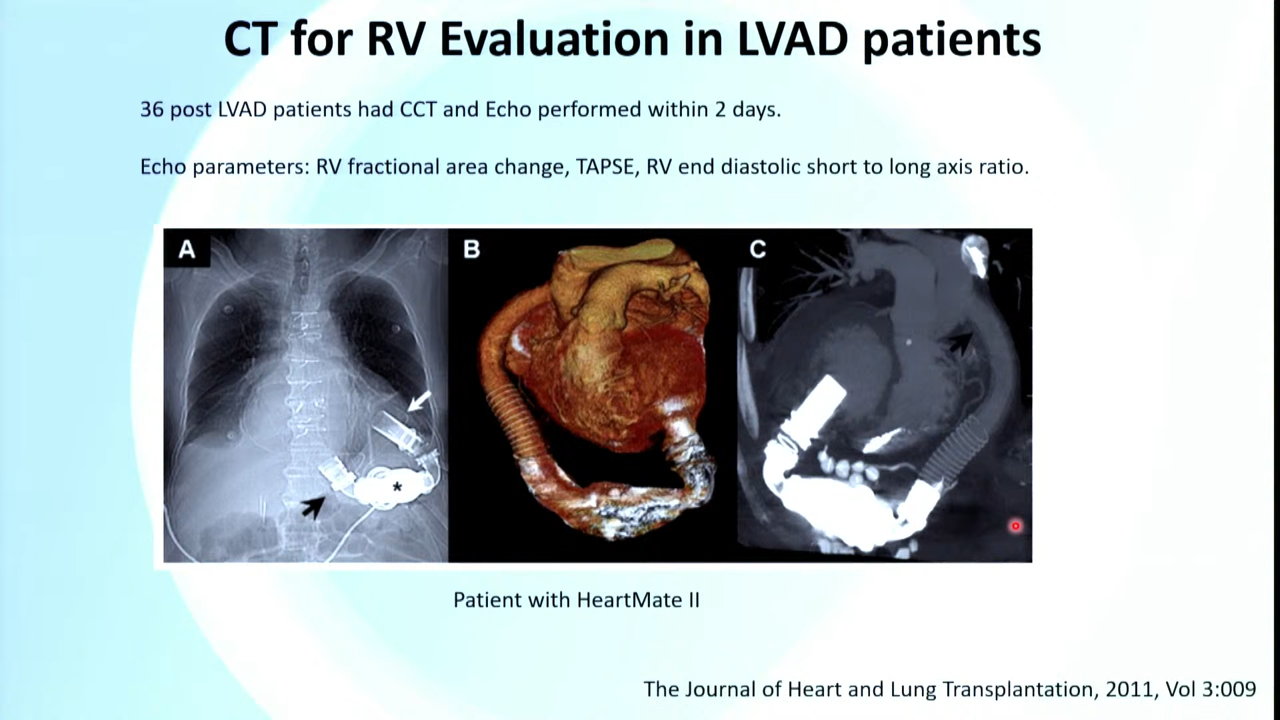 CT for RV Evaluation in LVAD patients
36 post LVAD patients had CCT and Echo performed within 2 days.
Echo parameters: RV fractional area change, TAPSE, RV end diastolic short to long axis ratio.
A
B
C
*
Patient with HeartMate II
The Journal of Heart and Lung Transplantation, 2011, Vol 3:009